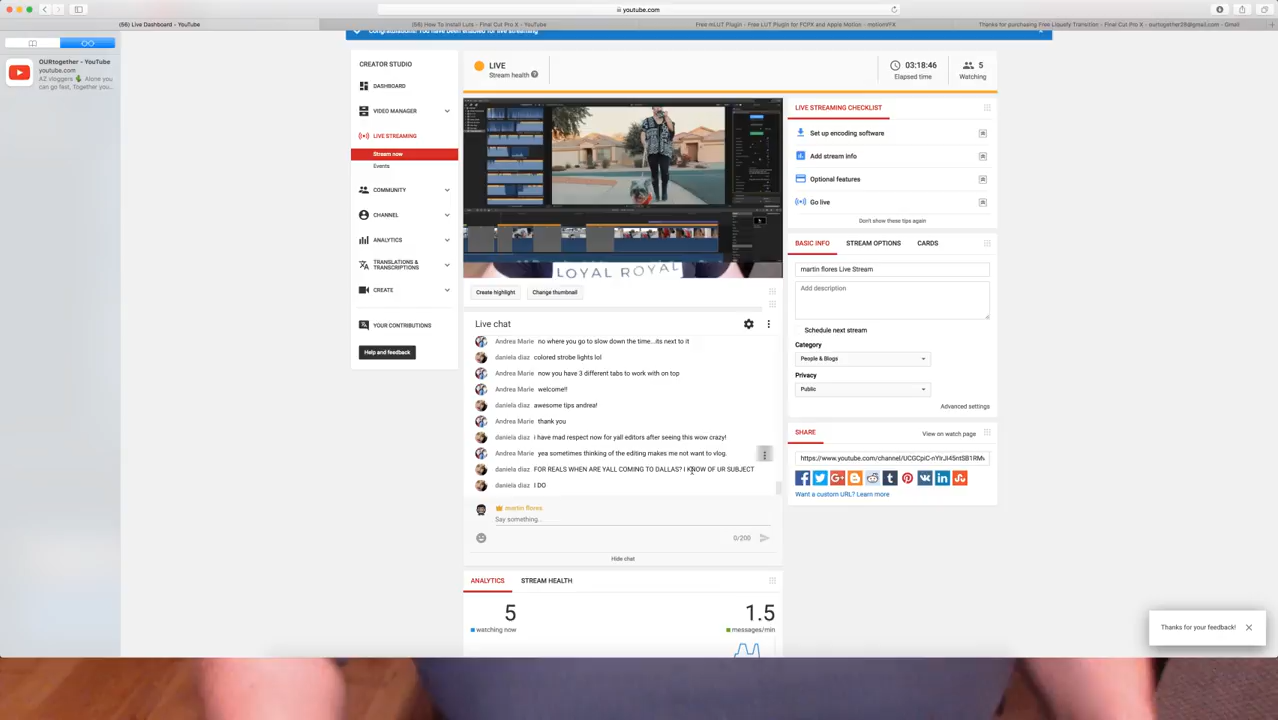 youtube.com
(56) Live Dashboard - YouTube
(56) How To Install Luts - Final Cut Pro X - YouTube
Free mLUT Plugin - Free LUT Plugin for FCPX and Apple Motion - motionVFX
Thanks for purchasing Free Liquefy Transition - Final Cut Pro X - ourtogether28@gmail.com - Gmail
OURtogether - YouTube
youtube.com
AZ vloggers 🌵 Alone you
can go fast, Together you...
Congratulations! You have been enabled for live streaming.
CREATOR STUDIO
DASHBOARD
VIDEO MANAGER
LIVE STREAMING
Stream now
Events
COMMUNITY
CHANNEL
ANALYTICS
TRANSLATIONS &
TRANSCRIPTIONS
CREATE
YOUR CONTRIBUTIONS
Help and feedback
LIVE
Stream health
03:18:46
Elapsed time
5
Watching
LOYAL ROYAL
Create highlight
Change thumbnail
Live chat
Andrea Marie no where you go to slow down the time...its next to it
daniela diaz colored strobe lights lol
Andrea Marie now you have 3 different tabs to work with on top
Andrea Marie welcome!!
daniela diaz awesome tips andrea!
Andrea Marie thank you
daniela diaz i have mad respect now for yall editors after seeing this wow crazy!
Andrea Marie yea sometimes thinking of the editing makes me not want to vlog.
daniela diaz FOR REALS WHEN ARE YALL COMING TO DALLAS? I KNOW OF UR SUBJECT
daniela diaz I DO
martin flores
Say something...
0/200
Hide chat
ANALYTICS
STREAM HEALTH
5
watching now
1.5
messages/min
LIVE STREAMING CHECKLIST
Set up encoding software
Add stream info
Optional features
Go live
Don't show these tips again
BASIC INFO
STREAM OPTIONS
CARDS
martin flores Live Stream
Add description
Schedule next stream
Category
People & Blogs
Privacy
Public
Advanced settings
SHARE
View on watch page
Want a custom URL? Learn more
Thanks for your feedback!